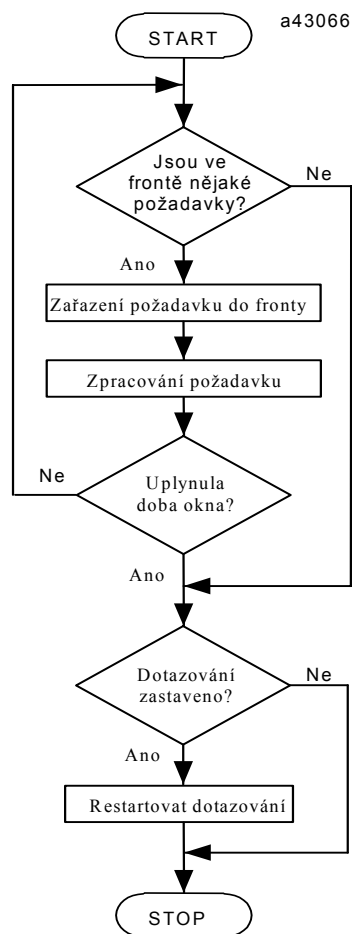 START
a43066
Jsou ve
frontě nějaké
požadavky?
Ne
Ano
Zařazení požadavku do fronty
Zpracování požadavku
Ne
Uplynula
doba okna?
Ano
Dotazování
zastaveno?
Ne
Ano
Restartovat dotazování
STOP